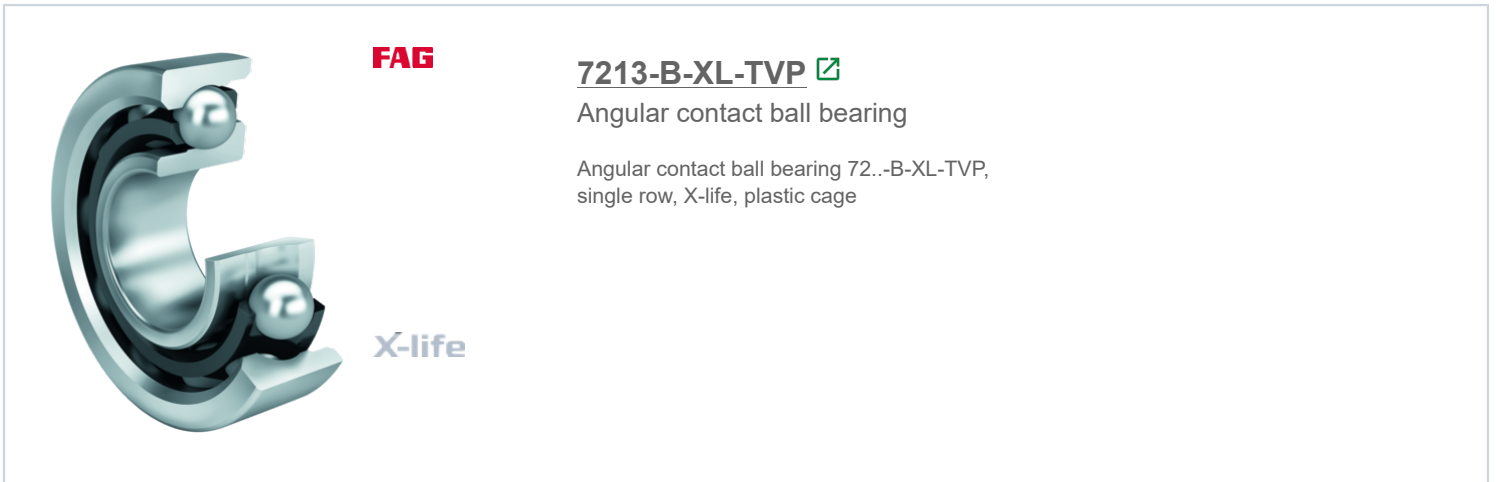 FAG
7213-B-XL-TVP
Angular contact ball bearing
Angular contact ball bearing 72..-B-XL-TVP,
single row, X-life, plastic cage
X-life